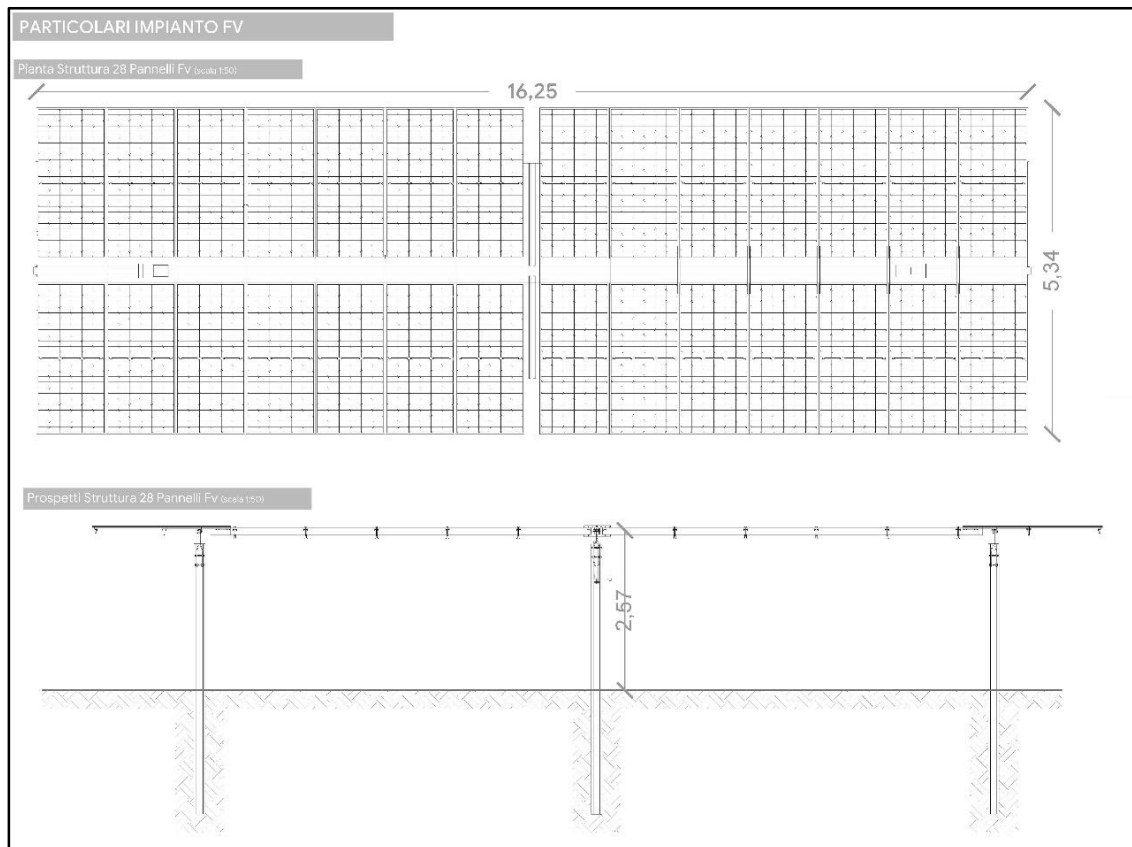 PARTICOLARI IMPIANTO FV
Pianta Struttura 28 Pannelli Fv (scala 1:50)
16,25
5,34
Prospetti Struttura 28 Pannelli Fv (scala 1:50)
2,57